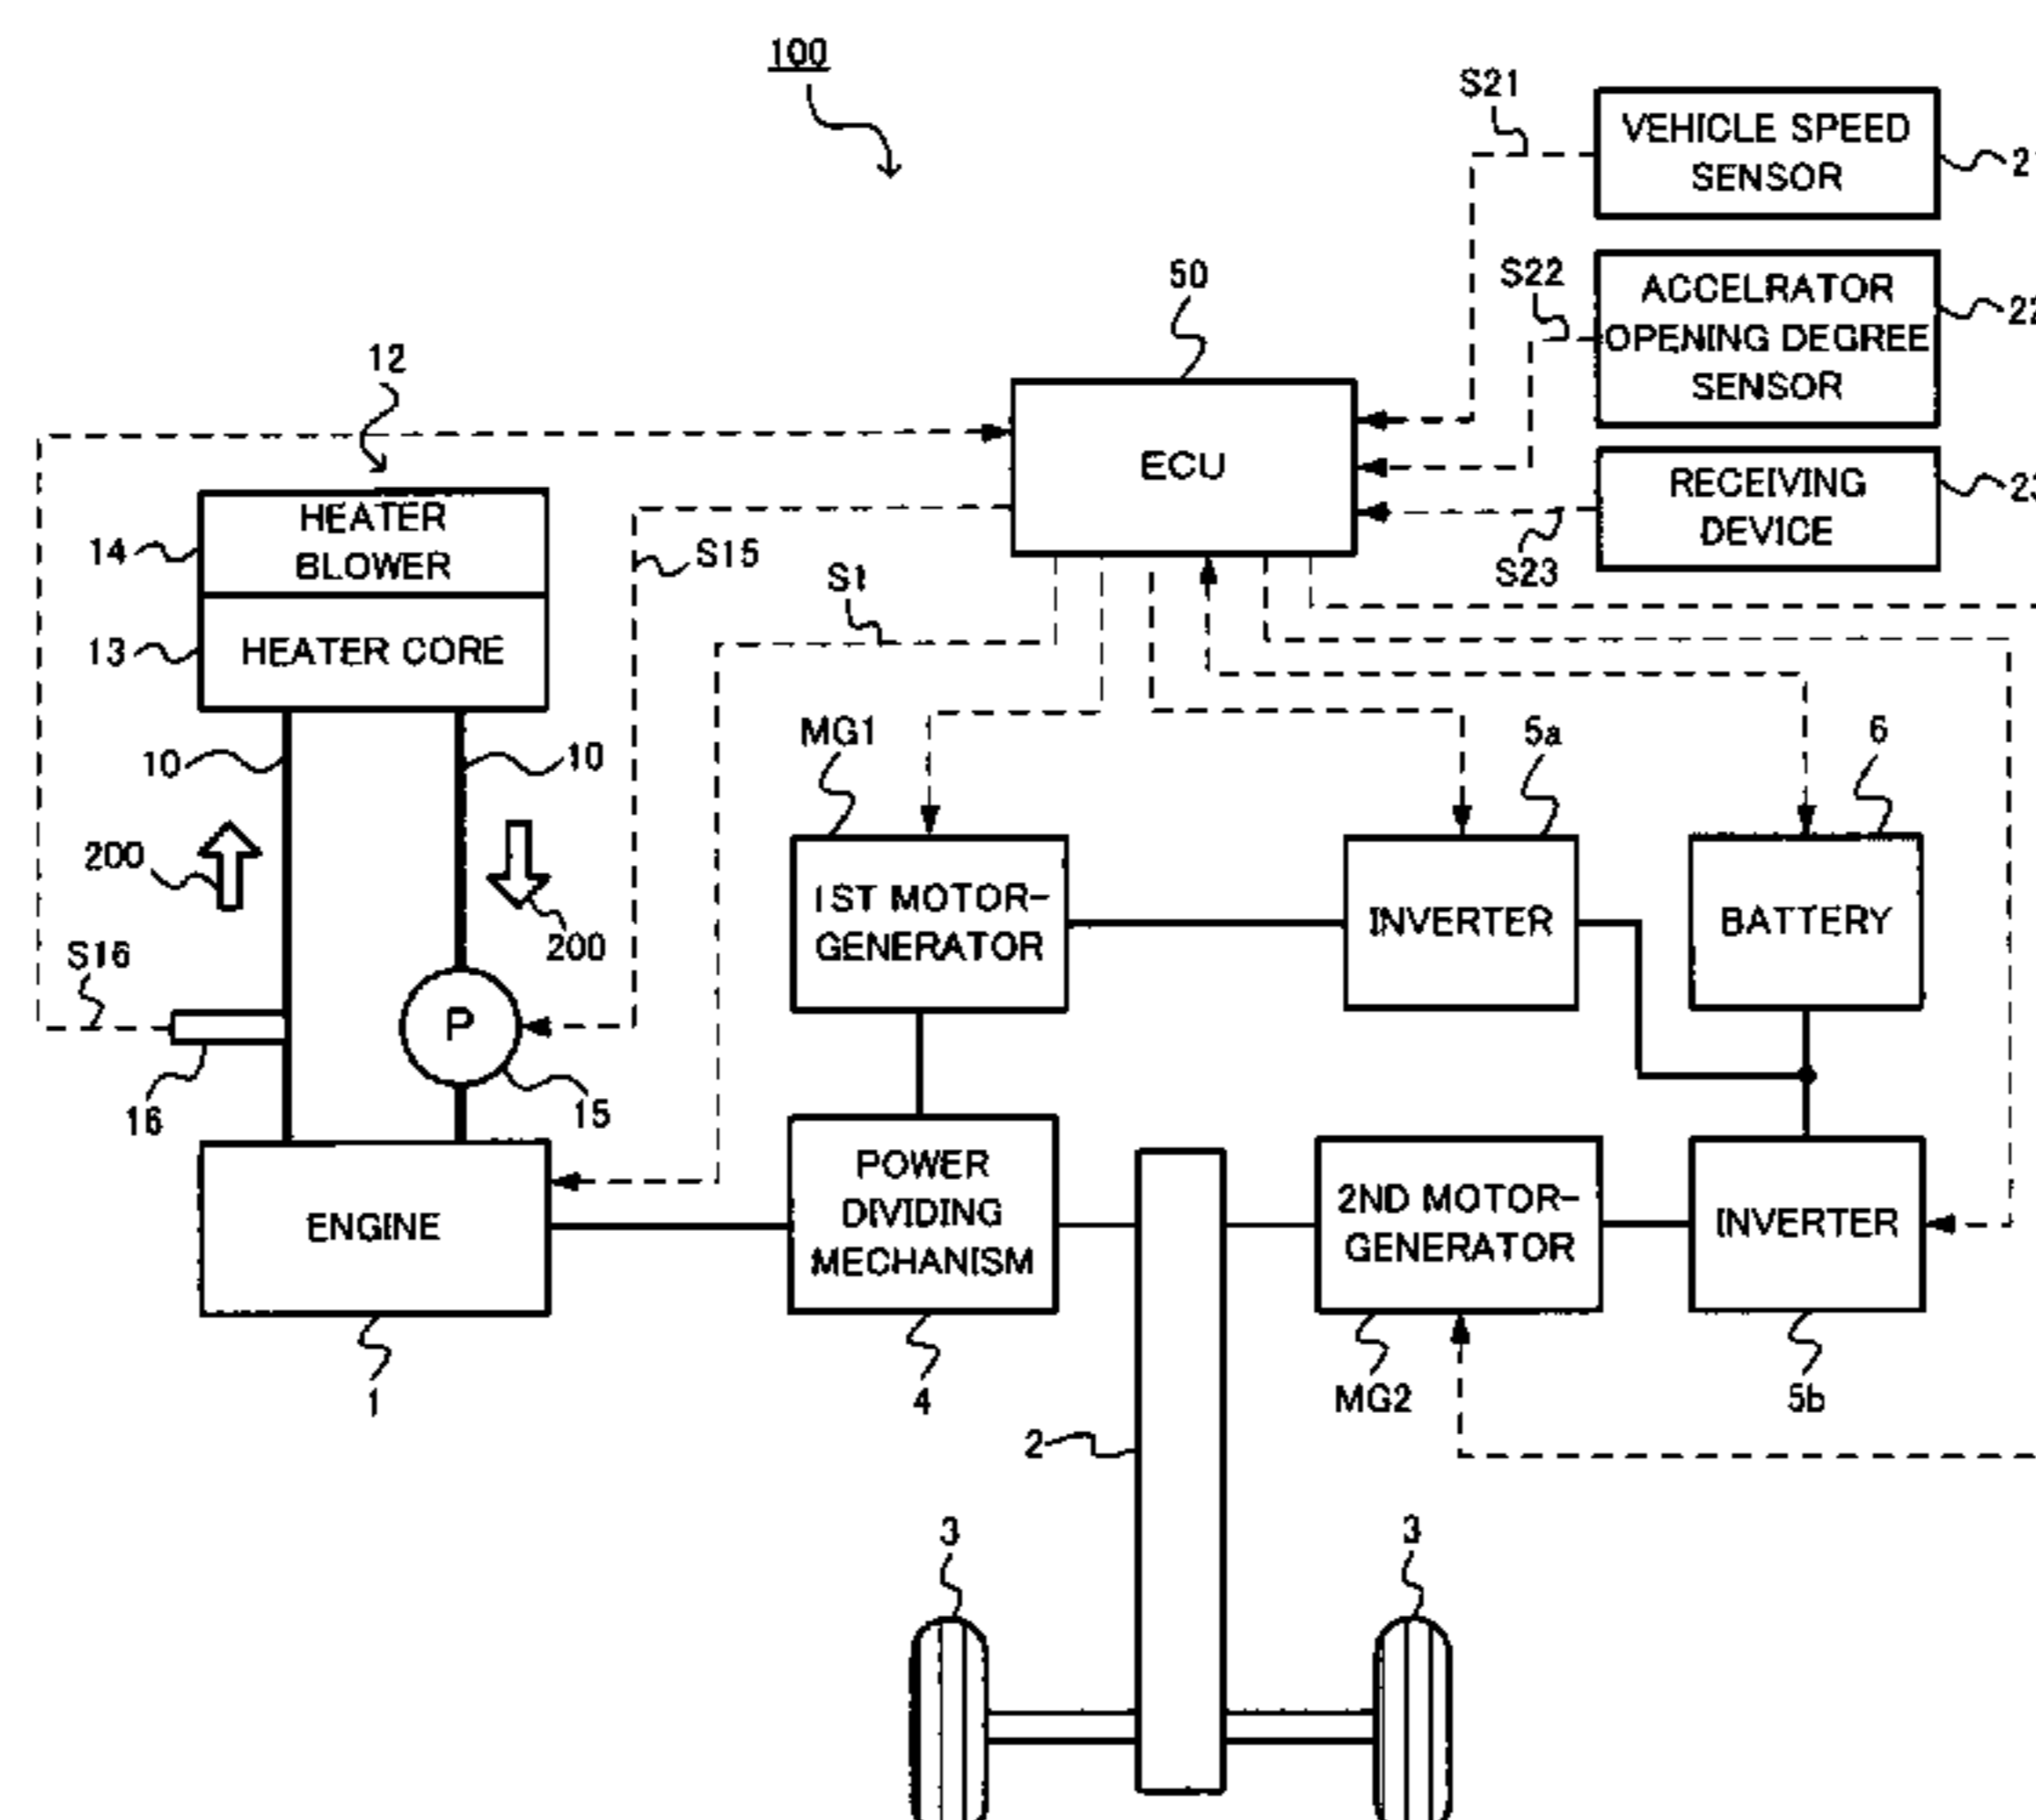 100
S21
VEHICLE SPEED
SENSOR
2
50
S22
ACCELRATOR
OPENING DEGREE
SENSOR
22
12
ECU
RECEIVING
DEVICE
23
HEATER
BLOWER
14
S15
S1
S23
13
HEATER CORE
MG1
5a
6
10
10
200
1ST MOTOR-
GENERATOR
INVERTER
BATTERY
200
S16
P
16
15
ENGINE
POWER
DIVIDING
MECHANISM
2ND MOTOR-
GENERATOR
INVERTER
1
4
MG2
5b
2
3
3